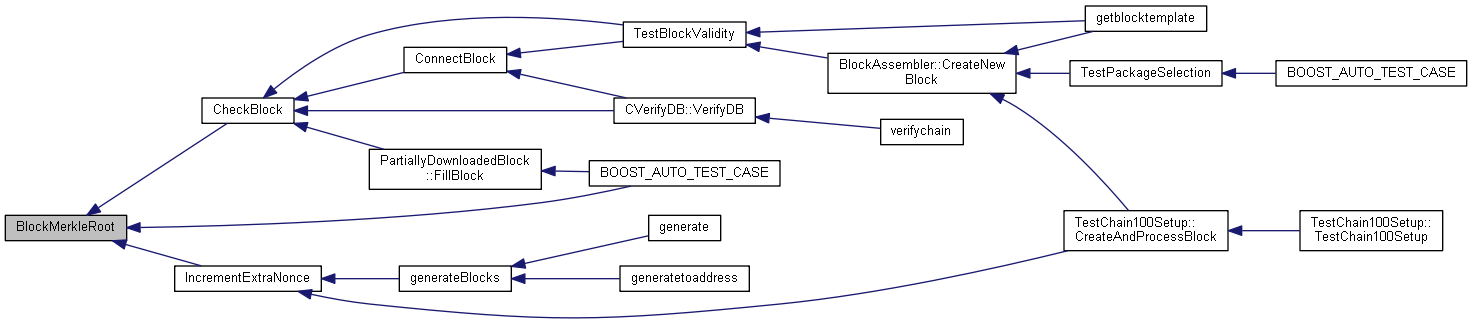 getblocktemplate
TestBlockValidity
ConnectBlock
BlockAssembler::CreateNew
Block
TestPackageSelection
BOOST_AUTO_TEST_CASE
CheckBlock
CVerifyDB::VerifyDB
verifychain
PartiallyDownloadedBlock
::FillBlock
BOOST_AUTO_TEST_CASE
BlockMerkleRoot
generate
TestChain100Setup::
CreateAndProcessBlock
TestChain100Setup::
TestChain100Setup
IncrementExtraNonce
generateBlocks
generatetoaddress